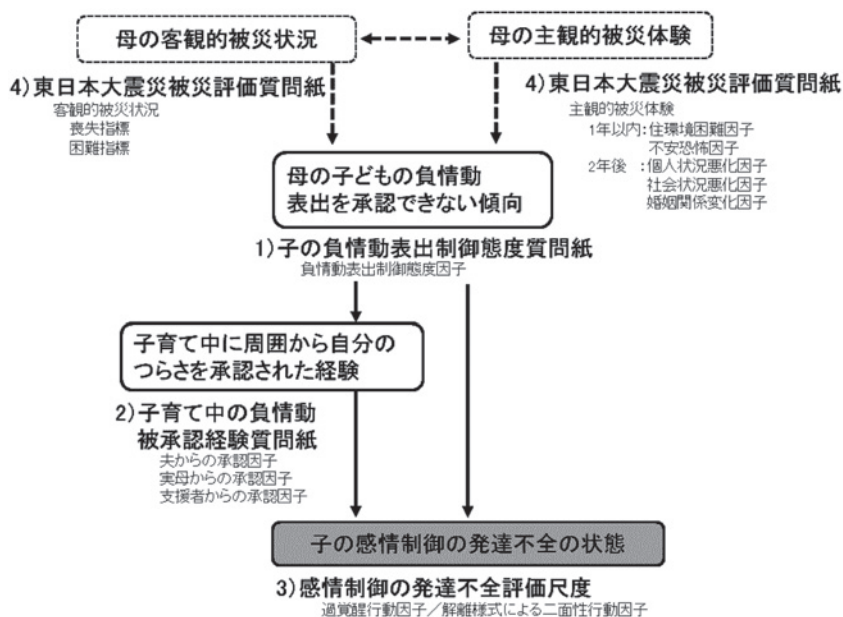 母の客観的被災状況
母の主観的被災体験
4)東日本大震災被災評価質問紙
客観的被災状況
喪失指標
困難指標
4)東日本大震災被災評価質問紙
主観的被災体験
1年以内:住環境困難因子
不安恐怖因子
2年後 :個人状況悪化因子
社会状況悪化因子
婚姻関係変化因子
母の子どもの負情動
表出を承認できない傾向
1)子の負情動表出制御態度質問紙
負情動表出制御態度因子
子育て中に周囲から自分の
つらさを承認された経験
2)子育て中の負情動
被承認経験質問紙
夫からの承認因子
実母からの承認因子
支援者からの承認因子
子の感情制御の発達不全の状態
3)感情制御の発達不全評価尺度
過覚醒行動因子/解離様式による二面性行動因子